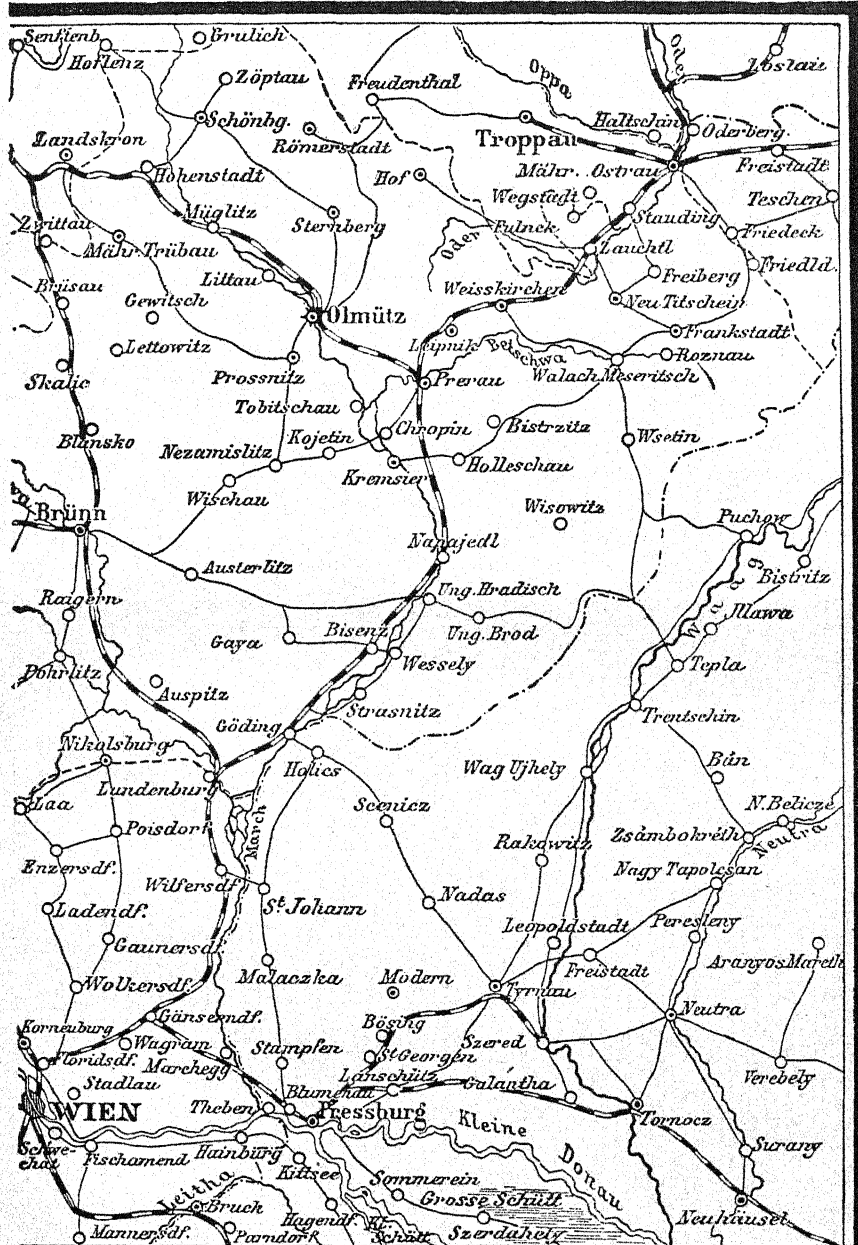 Senftenb.
Grulich
Hoflenz
Zöptau
Freudenthal
Oppa
Oder
Loslau
Schönbg.
Römerstadt
Troppau
Haltschin
Oderberg.
Landskron
Hohenstadt
Hof
Mähr. Ostrau
Freistadt
Wegstadt
Teschen
Müglitz
Sternberg
Stauding
Zwittau
Mähr. Trübau
Oder
Fulnek
Friedeck
Lauchtl
Littau
Freiberg
Friedld.
Brüsau
Gewitsch
Weisskirchen
Neu Titschein
Olmütz
Leipnik
Betschwa
Frankstadt
Lettowitz
Roznau
Skalic
Prossnitz
Prerau
Walach Meseritsch
Tobitschau
Chropin
Bistrzitz
Blansko
Nezamislitz
Kojetin
Wsetin
Kremsier
Holleschau
Wischau
Wisowitz
Brünn
Puchow
Napajedl
Austerlitz
Bistritz
Waag
Raigern
Ung. Hradisch
Illawa
Gaya
Bisenz
Ung. Brod
Pohrlitz
Wessely
Tepla
Auspitz
Strasnitz
Göding
Trentschin
Nikolsburg
Lundenburg
Holics
Wag Ujhely
Bán
Laa
Scenicz
N. Belicze
March
Poisdorf
Rakowitz
Zsámbokréth
Neutra
Enzersdf.
Wilfersdf.
Nagy Tapolcsan
Ladendf.
St. Johann
Nadas
Gaunersdf.
Leopoldstadt
Peresleny
Wolkersdf.
Malaczka
Modern
Freistadt
Aranyos Maroth
Tyrnau
Korneuburg
Gänserndf.
Bösing
Szered
Neutra
Floridsdf.
Wagram
Marchegg
Stampfen
St Georgen
Verebely
Stadlau
Lanschütz
Galantha
WIEN
Theben
Blumenau
Pressburg
Kleine
Donau
Tornocz
Schwechat
Fischamend
Hainburg
Kittsee
Surany
Leitha
Sommerein
Bruch
Grosse Schütt
Neuhäusel
Mannersdf.
Parndorf
Hagendf.
Kl. Schütt
Szerdahely